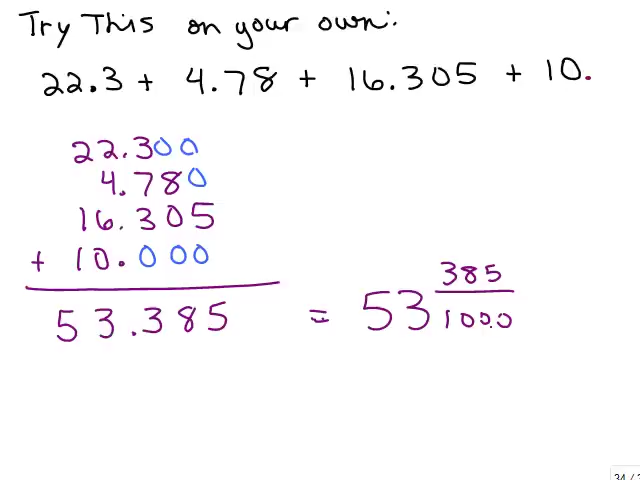 Try This on your own:
22.3 + 4.78 + 16.305 + 10.
22.300
4.780
16.305
+ 10.000
53.385 = 53 385/1000
34 /